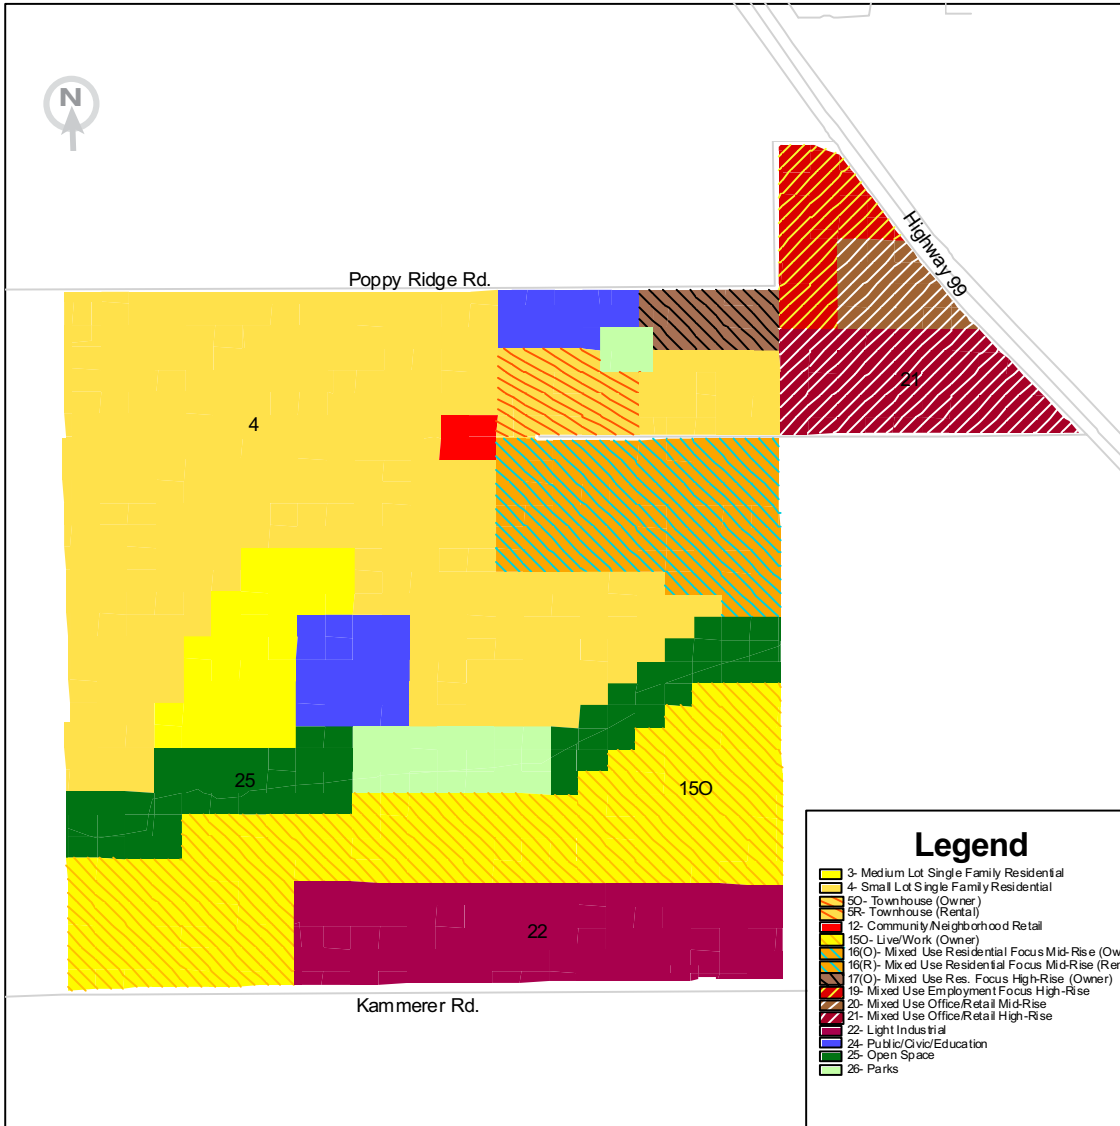 N
Highway 99
Poppy Ridge Rd.
21
4
25
15O
22
Kammerer Rd.
Legend
3- Medium Lot Single Family Residential
4- Small Lot Single Family Residential
5O- Townhouse (Owner)
5R- Townhouse (Rental)
12- Community/Neighborhood Retail
15O- Live/Work (Owner)
16(O)- Mixed Use Residential Focus Mid-Rise (Ow
16(R)- Mixed Use Residential Focus Mid-Rise (Ren
17(O)- Mixed Use Res. Focus High-Rise (Owner)
19- Mixed Use Employment Focus High-Rise
20- Mixed Use Office/Retail Mid-Rise
21- Mixed Use Office/Retail High-Rise
22- Light Industrial
24- Public/Civic/Education
25- Open Space
26- Parks